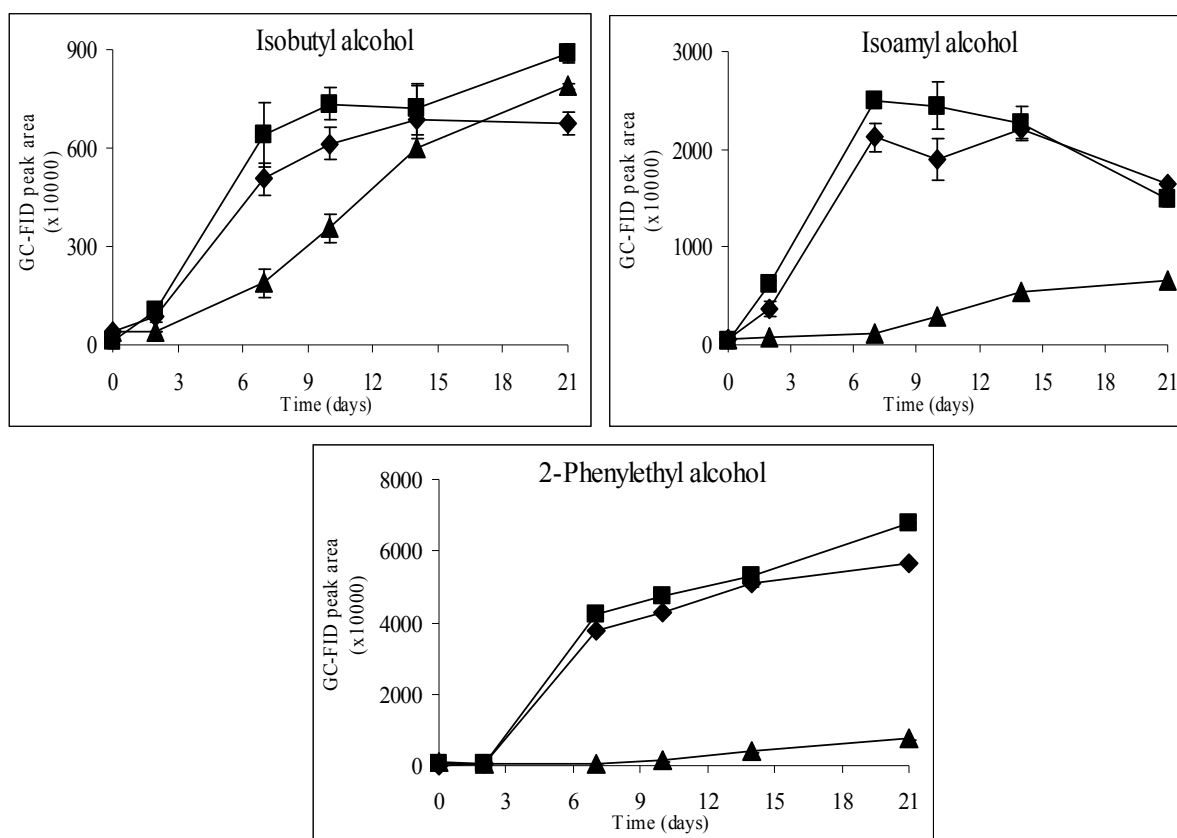 Isobutyl alcohol
GC-FID peak area
(x10000)
900
600
300
0
0 3 6 9 12 15 18 21
Time (days)
Isoamyl alcohol
GC-FID peak area
(x10000)
3000
2000
1000
0
0 3 6 9 12 15 18 21
Time (days)
2-Phenylethyl alcohol
GC-FID peak area
(x10000)
8000
6000
4000
2000
0
0 3 6 9 12 15 18 21
Time (days)